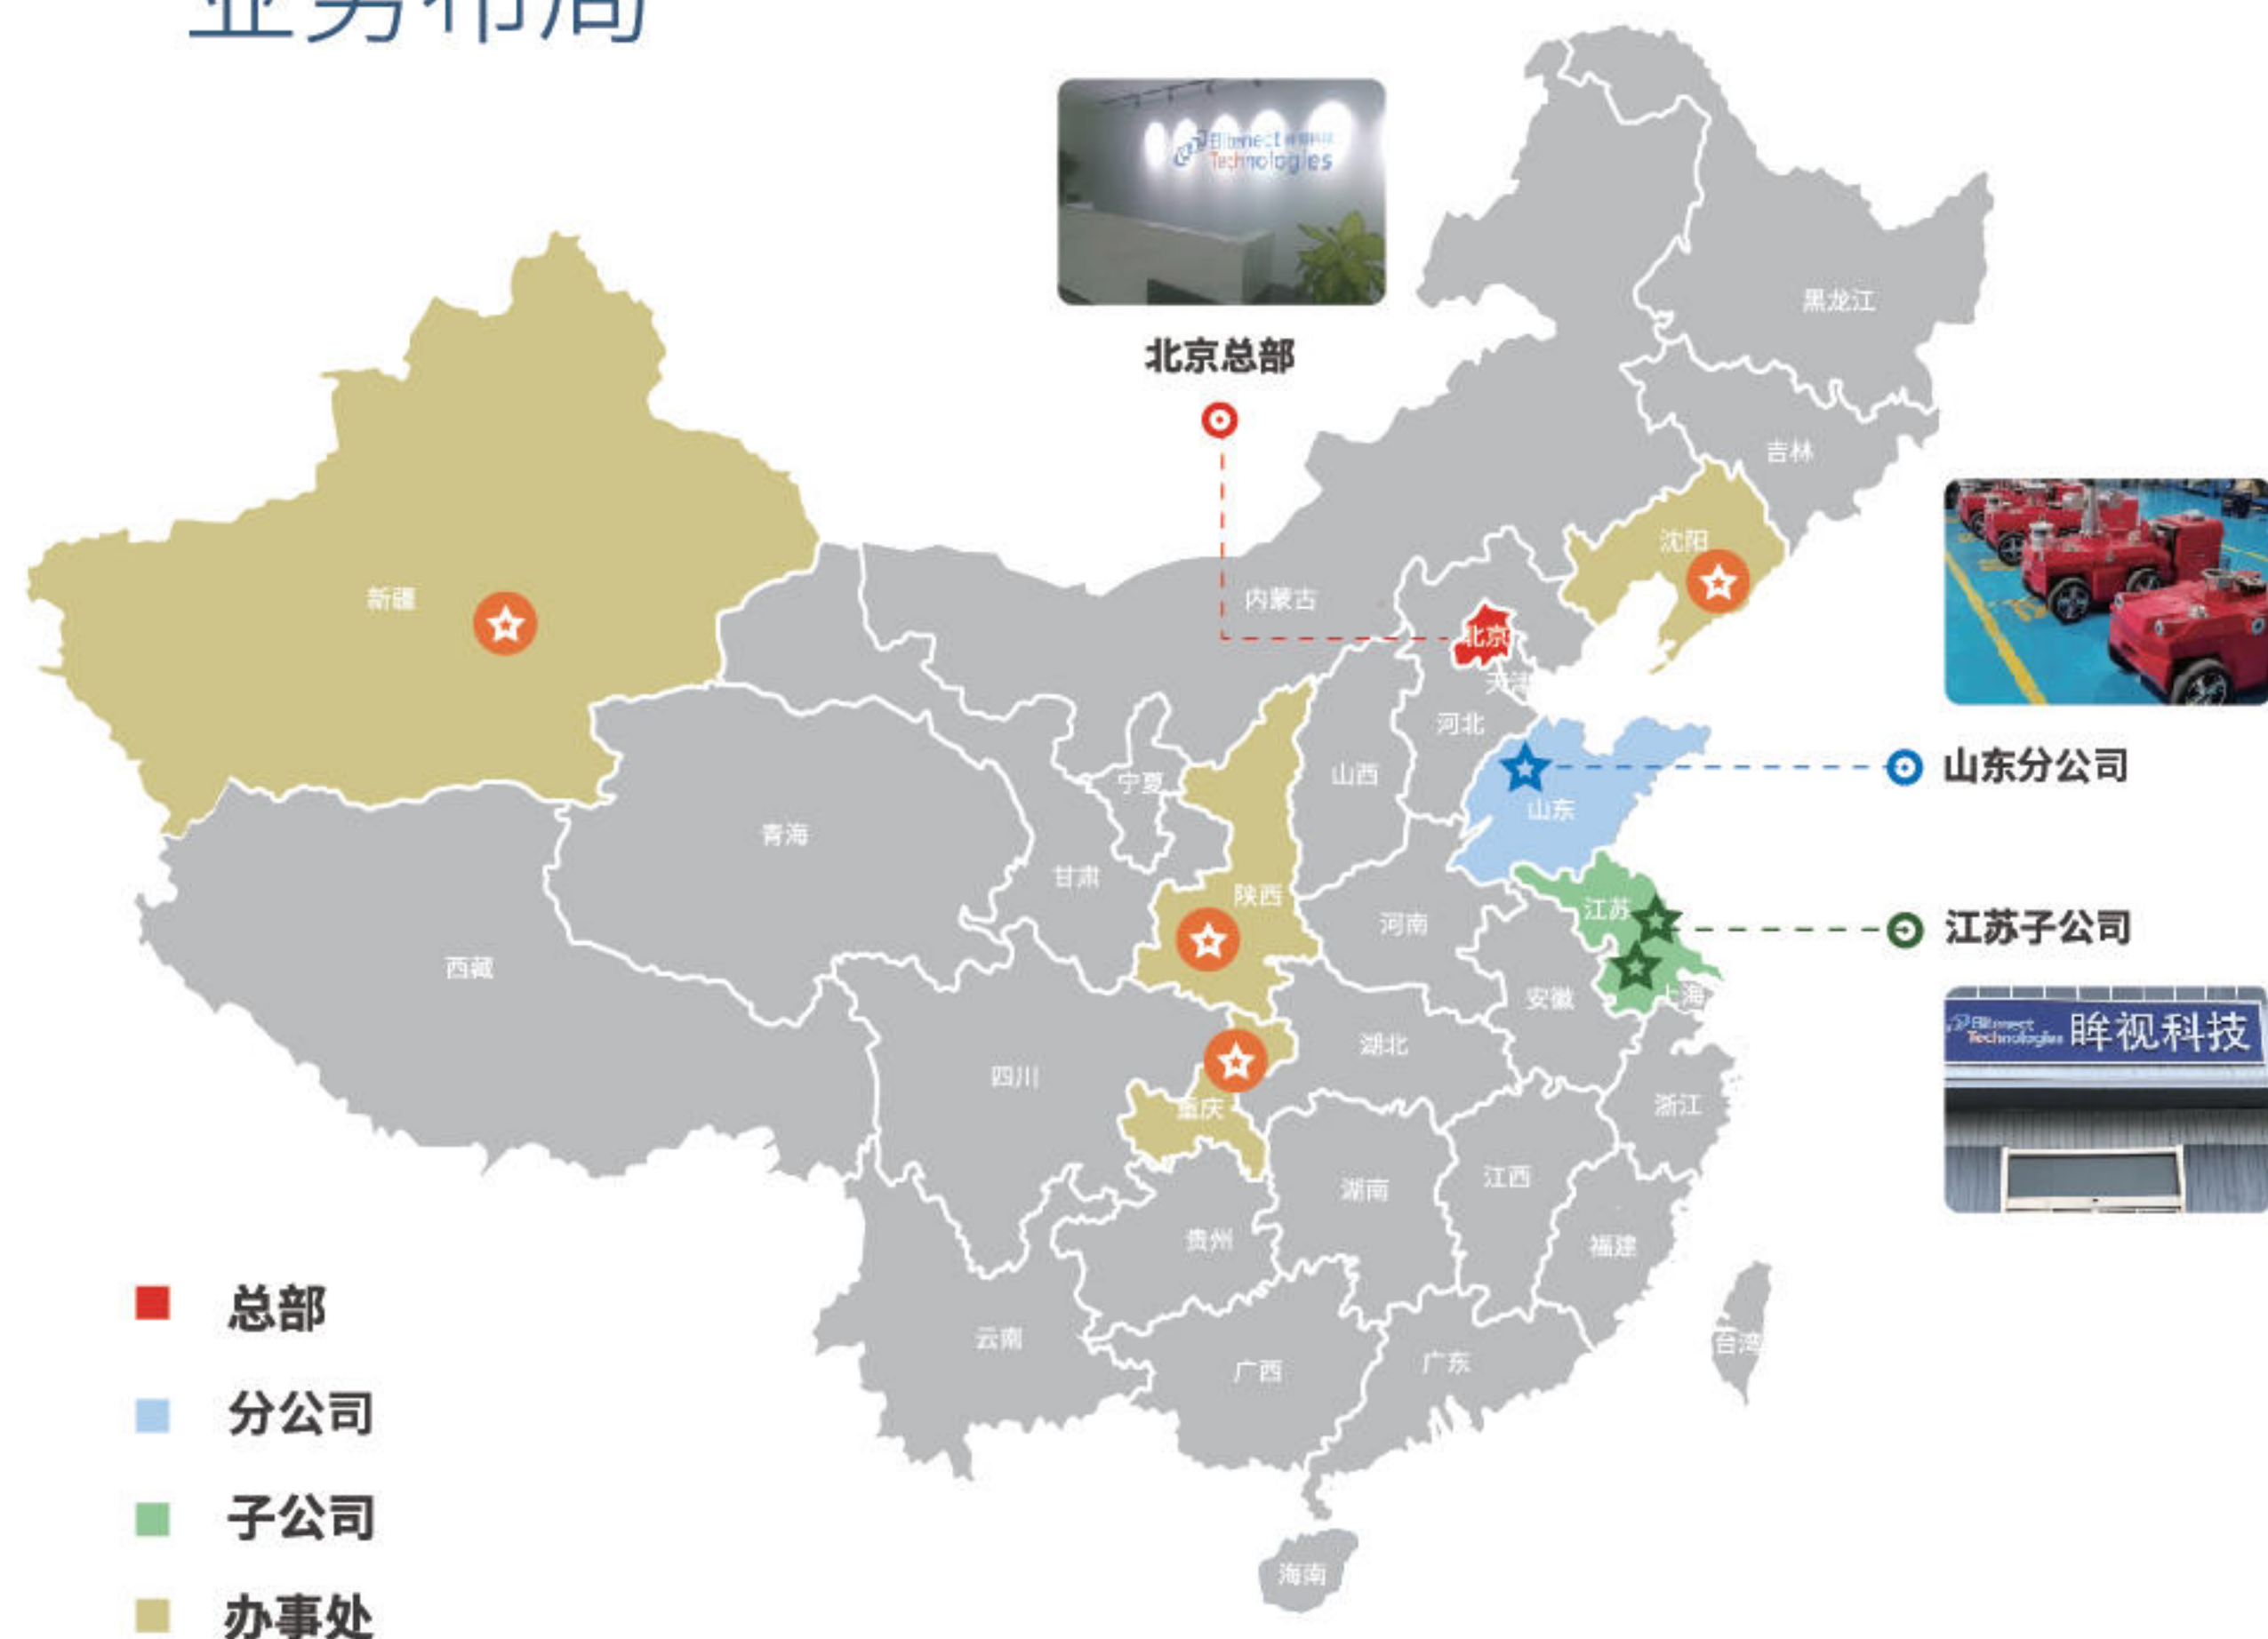 业务布局
Elitenect
Technologies
北京总部
黑龙江
吉林
沈阳
新疆
内蒙古
北京
天津
河北
山西
宁夏
山东
山东分公司
青海
甘肃
陕西
河南
江苏
江苏子公司
西藏
安徽
上海
四川
湖北
重庆
浙江
Elitenect
Technologies 眸视科技
湖南
江西
贵州
福建
云南
广西
广东
台湾
海南
总部
分公司
子公司
办事处